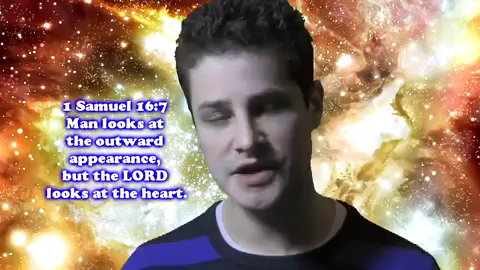 1 Samuel 16:7
Man looks at
the outward
appearance,
but the LORD
looks at the heart.